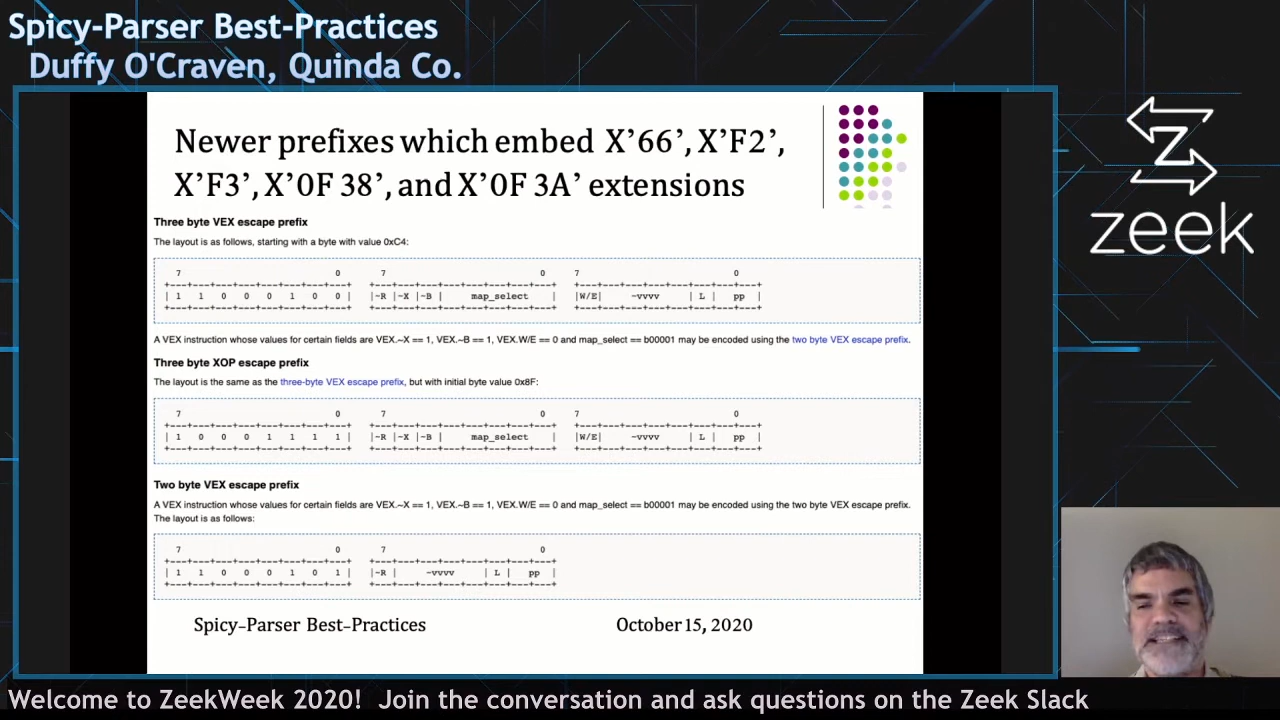 Spicy-Parser Best-Practices
Duffy O'Craven, Quinda Co.
Newer prefixes which embed X’66’, X’F2’,
X’F3’, X’0F 38’, and X’0F 3A’ extensions
zeek
Three byte VEX escape prefix
The layout is as follows, starting with a byte with value 0xC4:
7 0 7 0 7 0
+---+---+---+---+---+---+---+---+ +---+---+---+---+---+---+---+---+ +---+---+---+---+---+---+---+---+
| 1 1 0 0 0 1 0 0 | |~R |~X |~B | map_select | |W/E| ~vvvv | L | pp |
+---+---+---+---+---+---+---+---+ +---+---+---+---+---+---+---+---+ +---+---+---+---+---+---+---+---+
A VEX instruction whose values for certain fields are VEX.~X == 1, VEX.~B == 1, VEX.W/E == 0 and map_select == b00001 may be encoded using the two byte VEX escape prefix.
Three byte XOP escape prefix
The layout is the same as the three-byte VEX escape prefix, but with initial byte value 0x8F:
7 0 7 0 7 0
+---+---+---+---+---+---+---+---+ +---+---+---+---+---+---+---+---+ +---+---+---+---+---+---+---+---+
| 1 0 0 0 1 1 1 1 | |~R |~X |~B | map_select | |W/E| ~vvvv | L | pp |
+---+---+---+---+---+---+---+---+ +---+---+---+---+---+---+---+---+ +---+---+---+---+---+---+---+---+
Two byte VEX escape prefix
A VEX instruction whose values for certain fields are VEX.~X == 1, VEX.~B == 1, VEX.W/E == 0 and map_select == b00001 may be encoded using the two byte VEX escape prefix.
The layout is as follows:
7 0 7 0
+---+---+---+---+---+---+---+---+ +---+---+---+---+---+---+---+---+
| 1 1 0 0 0 1 0 1 | |~R | ~vvvv | L | pp |
+---+---+---+---+---+---+---+---+ +---+---+---+---+---+---+---+---+
Spicy-Parser Best-Practices October 15, 2020
Welcome to ZeekWeek 2020! Join the conversation and ask questions on the Zeek Slack